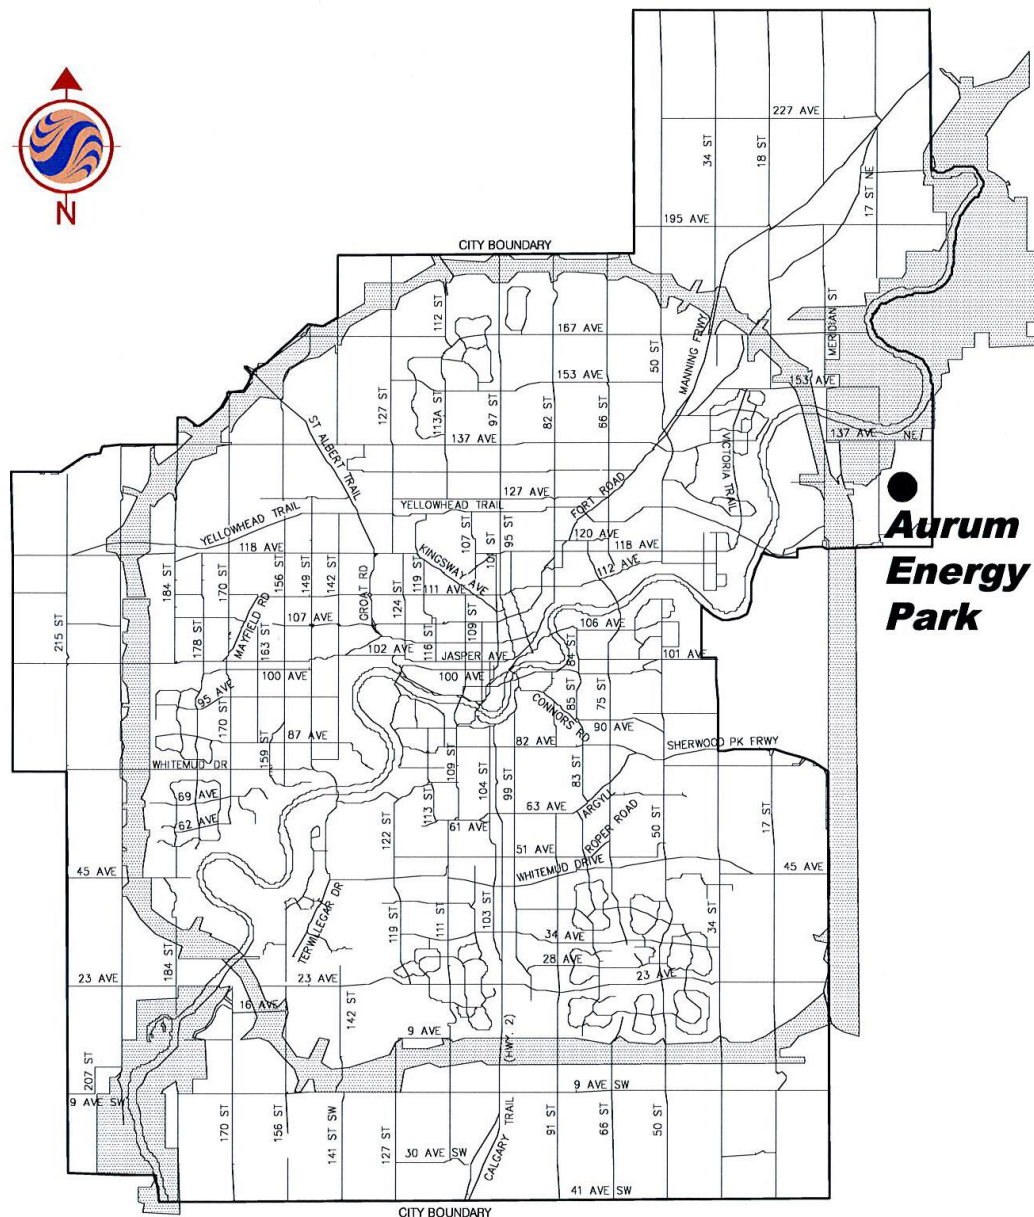 227 AVE
34 ST
18 ST
17 ST NE
N
195 AVE
CITY BOUNDARY
112 ST
MERIDIAN ST
167 AVE
MANNING FRWY
50 ST
153 AVE
153 AVE
127 ST
113A ST
97 ST
82 ST
66 ST
ST ALBERT TRAIL
137 AVE
VICTORIA TRAIL
137 AVE
NE
127 AVE
FORT ROAD
YELLOWHEAD TRAIL
YELLOWHEAD TRAIL
Aurum
Energy
Park
107 ST
101 ST
95 ST
120 AVE
118 AVE
118 AVE
KINGSWAY AVE
112 AVE
184 ST
170 ST
156 ST
149 ST
142 ST
GROAT RD
124 ST
119 ST
111 AVE
215 ST
178 ST
MAYFIELD RD
163 ST
107 AVE
109 ST
106 AVE
116 ST
102 AVE
JASPER AVE
84 ST
101 AVE
100 AVE
100 AVE
95 AVE
170 ST
CONNORS RD
85 ST
75 ST
90 AVE
159 ST
87 AVE
82 AVE
SHERWOOD PK FRWY
WHITEMUD DR
109 ST
104 ST
99 ST
83 ST
69 AVE
62 AVE
113 ST
63 AVE
ARGYLL
ROPER ROAD
50 ST
17 ST
122 ST
61 AVE
51 AVE
45 AVE
WHITEMUD DRIVE
45 AVE
TERWILLEGAR DR
119 ST
111 ST
103 ST
34 AVE
34 ST
28 AVE
184 ST
23 AVE
23 AVE
23 AVE
16 AVE
142 ST
9 AVE
(HWY. 2)
207 ST
9 AVE SW
9 AVE SW
170 ST
156 ST
141 ST SW
127 ST
CALGARY TRAIL
91 ST
66 ST
50 ST
30 AVE SW
41 AVE SW
CITY BOUNDARY